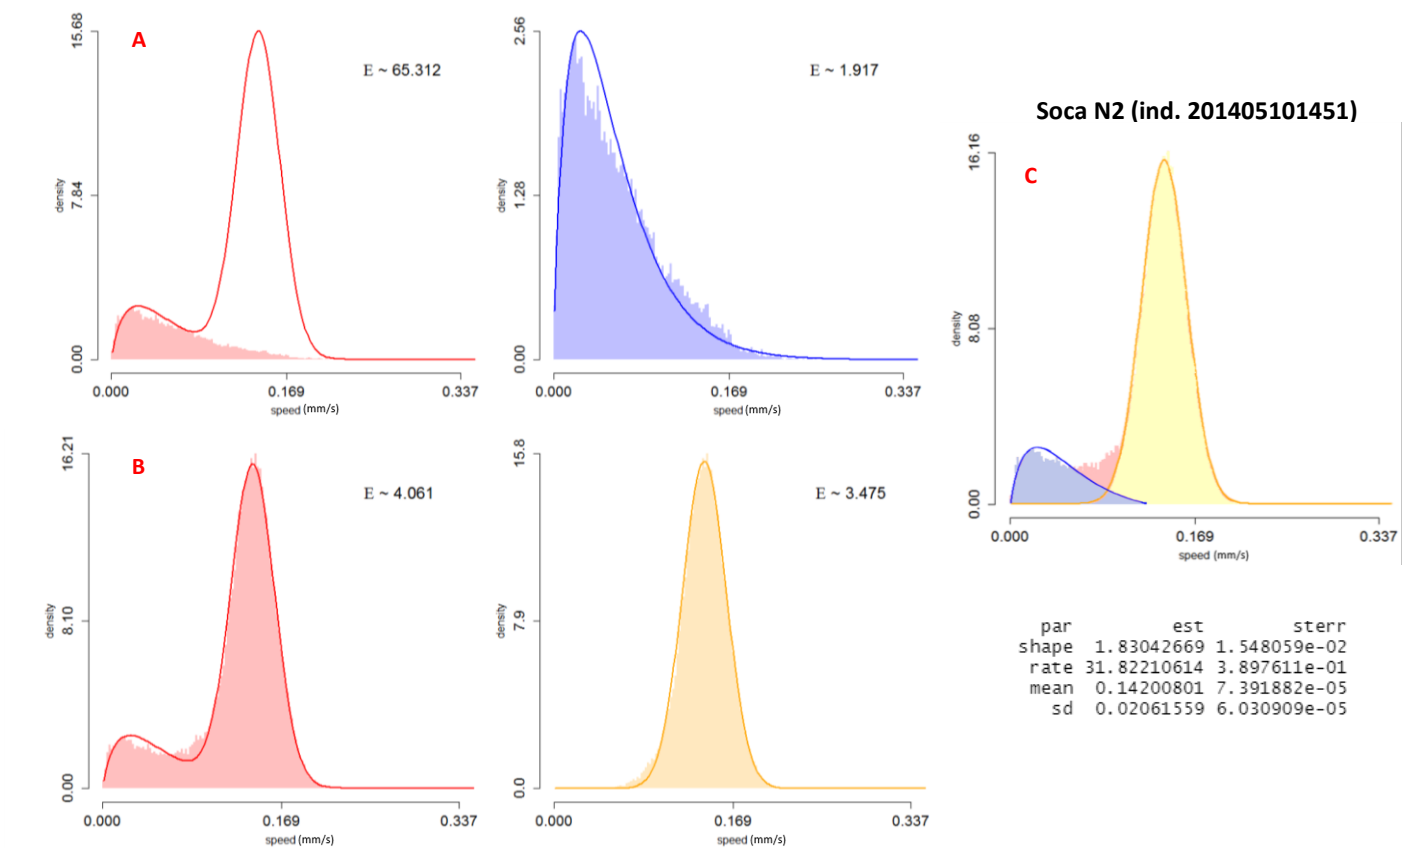 A
E ~ 65.312
15.68
7.84
0.00
density
0.000
0.169
0.337
speed (mm/s)
E ~ 1.917
2.56
1.28
0.00
density
0.000
0.169
0.337
speed (mm/s)
B
E ~ 4.061
16.21
8.10
0.00
density
0.000
0.169
0.337
speed (mm/s)
E ~ 3.475
15.8
7.9
0.0
density
0.000
0.169
0.337
speed (mm/s)
Soca N2 (ind. 201405101451)
C
16.16
8.08
0.00
density
0.000
0.169
0.337
speed (mm/s)
par est sterr
shape 1.83042669 1.548059e-02
rate 31.82210614 3.897611e-01
mean 0.14200801 7.391882e-05
sd 0.02061559 6.030909e-05